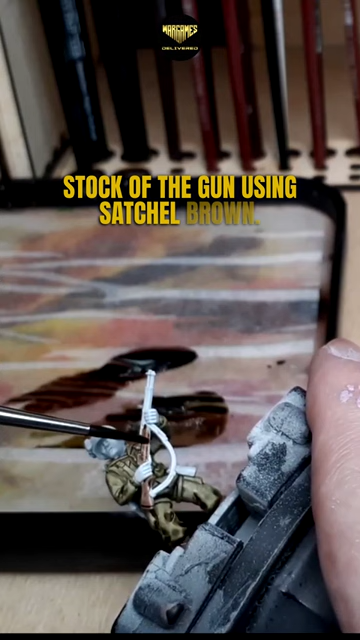 WARGAMES
DELIVERED
STOCK OF THE GUN USING
SATCHEL BROWN.